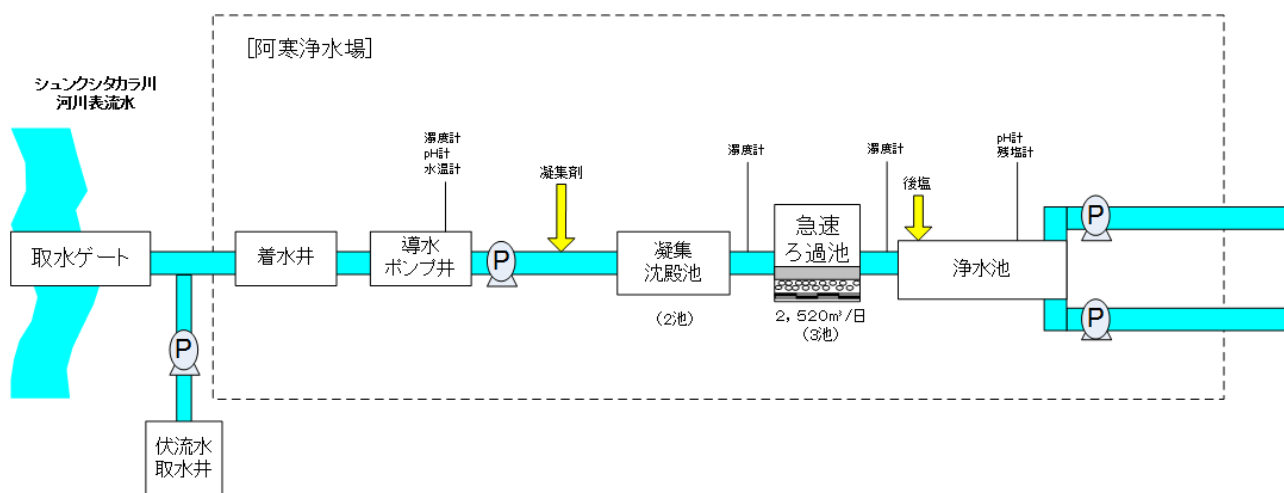 [阿寒浄水場]
シュンクシタカラ川
河川表流水
濁度計
pH計
水温計
凝集剤
濁度計
濁度計
後塩
pH計
残塩計
取水ゲート
着水井
導水
ポンプ井
P
凝集
沈殿池
(2池)
急速
ろ過池
2,520㎥/日
(3池)
浄水池
P
P
P
伏流水
取水井